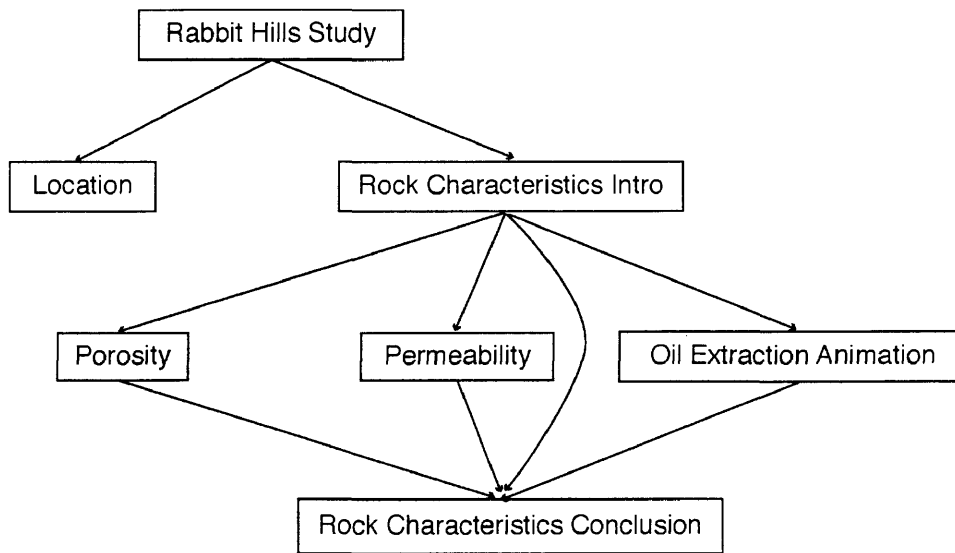 Rabbit Hills Study
Location
Rock Characteristics Intro
Porosity
Permeability
Oil Extraction Animation
Rock Characteristics Conclusion